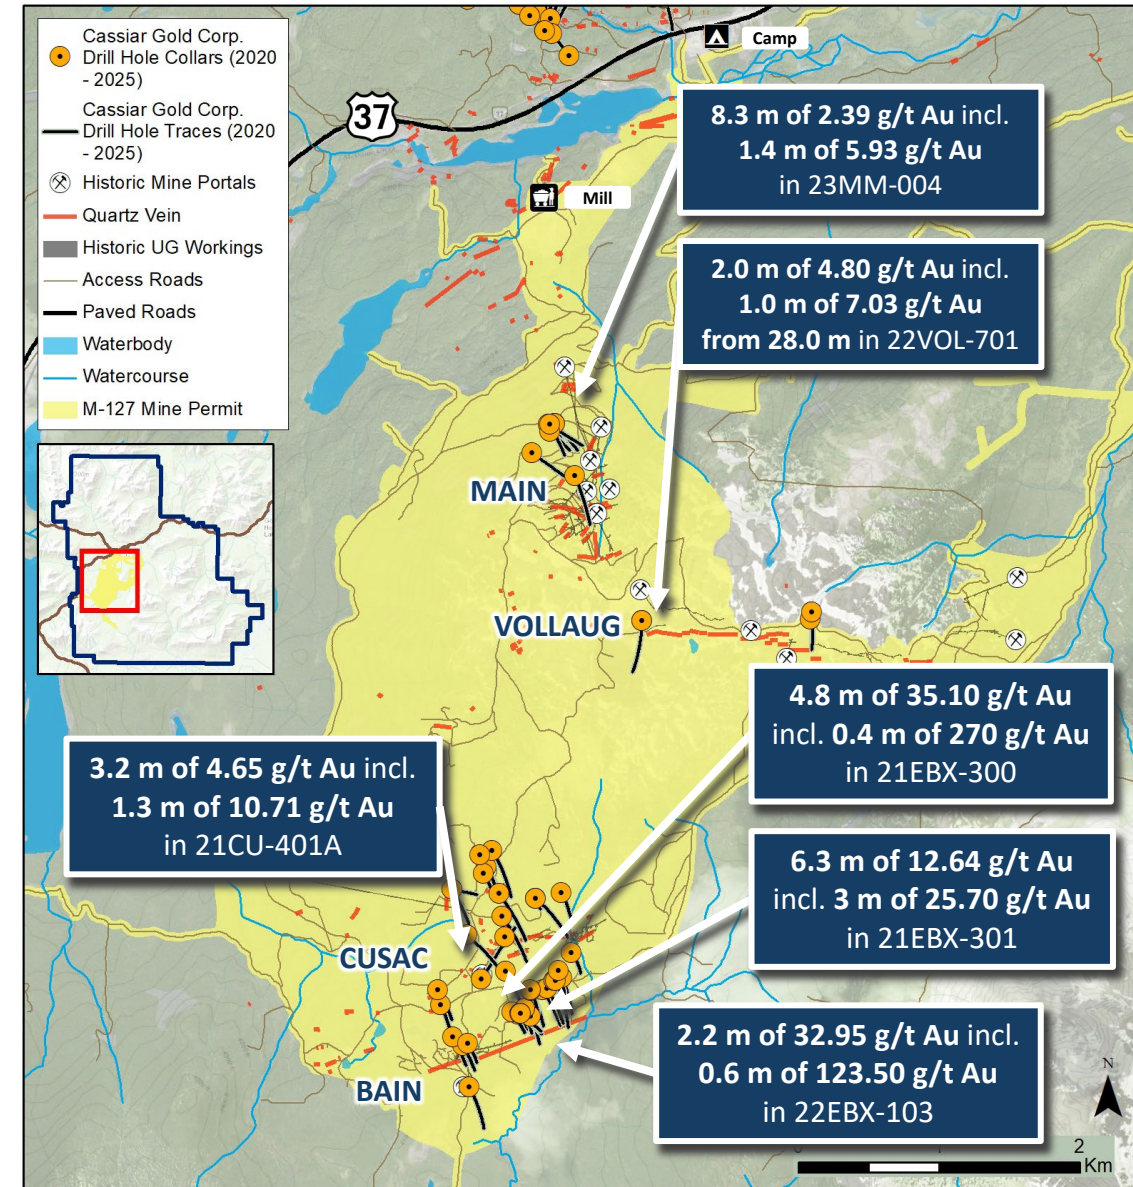 Cassiar Gold Corp.
Drill Hole Collars (2020
- 2025)
Cassiar Gold Corp.
Drill Hole Traces (2020
- 2025)
Historic Mine Portals
Quartz Vein
Historic UG Workings
Access Roads
Paved Roads
Waterbody
Watercourse
M-127 Mine Permit
37
Camp
Mill
8.3 m of 2.39 g/t Au incl.
1.4 m of 5.93 g/t Au
in 23MM-004
2.0 m of 4.80 g/t Au incl.
1.0 m of 7.03 g/t Au
from 28.0 m in 22VOL-701
MAIN
VOLLAUG
4.8 m of 35.10 g/t Au
incl. 0.4 m of 270 g/t Au
in 21EBX-300
3.2 m of 4.65 g/t Au incl.
1.3 m of 10.71 g/t Au
in 21CU-401A
6.3 m of 12.64 g/t Au
incl. 3 m of 25.70 g/t Au
in 21EBX-301
CUSAC
2.2 m of 32.95 g/t Au incl.
0.6 m of 123.50 g/t Au
in 22EBX-103
BAIN
N
2
Km